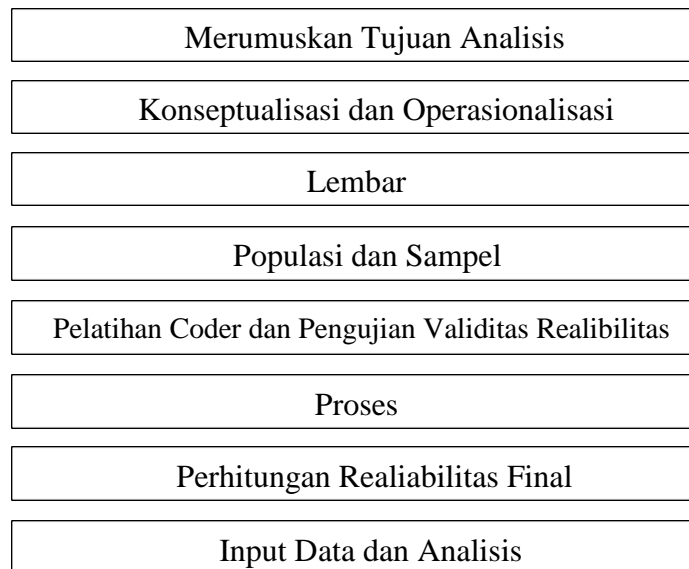 Merumuskan Tujuan Analisis
Konseptualisasi dan Operasionalisasi
Lembar
Populasi dan Sampel
Pelatihan Coder dan Pengujian Validitas Realibilitas
Proses
Perhitungan Realiabilitas Final
Input Data dan Analisis